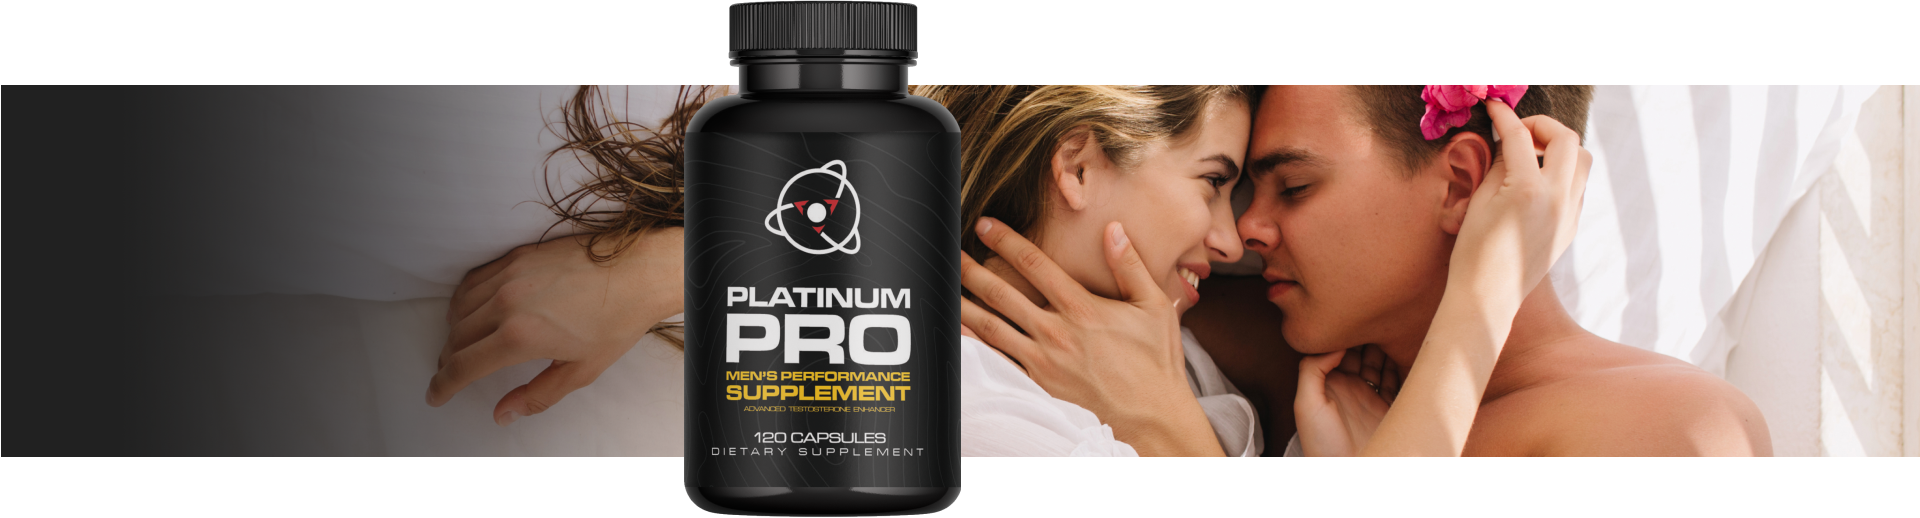 PLATINUM
PRO
MEN'S PERFORMANCE
SUPPLEMENT
ADVANCED TESTOSTERONE ENHANCER
120 CAPSULES
DIETARY SUPPLEMENT